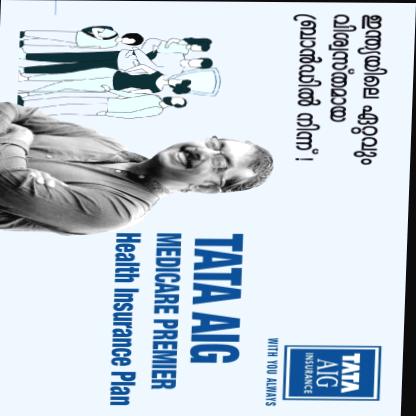 ഇന്ത്യയിലെ ഏറ്റവും
വിശ്വസ്തമായ
ബ്രാൻഡിൽ നിന്ന് !
TATA
AIG
INSURANCE
WITH YOU ALWAYS
TATA AIG
MEDICARE PREMIER
Health Insurance Plan